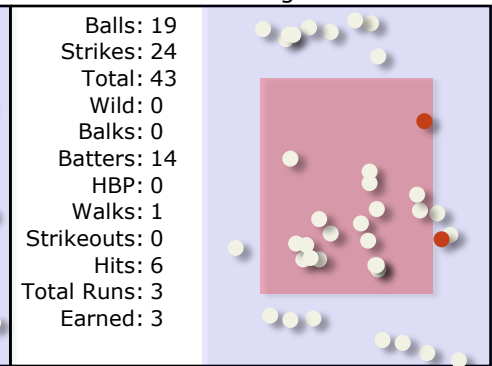 Balls: 19
Strikes: 24
Total: 43
Wild: 0
Balks: 0
Batters: 14
HBP: 0
Walks: 1
Strikeouts: 0
Hits: 6
Total Runs: 3
Earned: 3